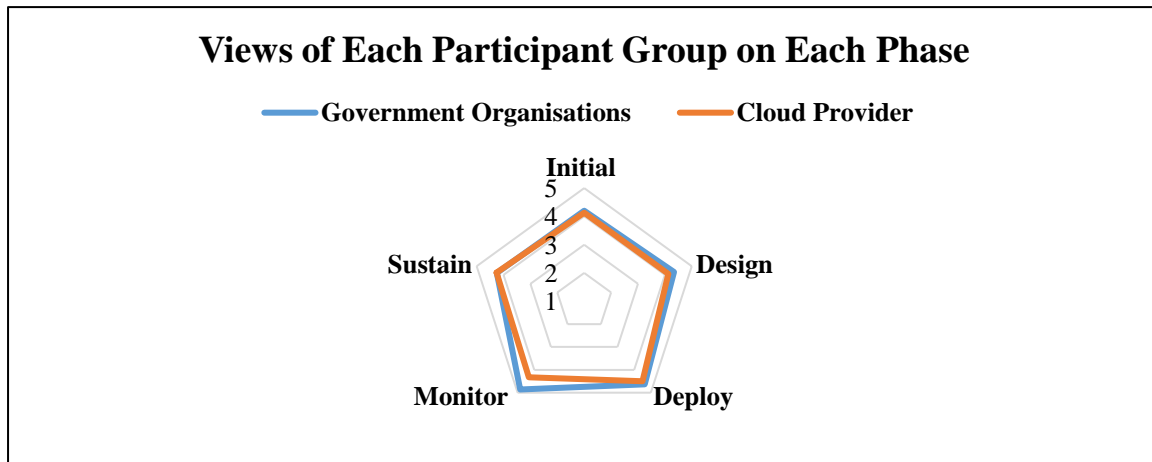 Views of Each Participant Group on Each Phase
Government Organisations Cloud Provider
Initial
5
4
3
2
1
Sustain
Design
Monitor
Deploy